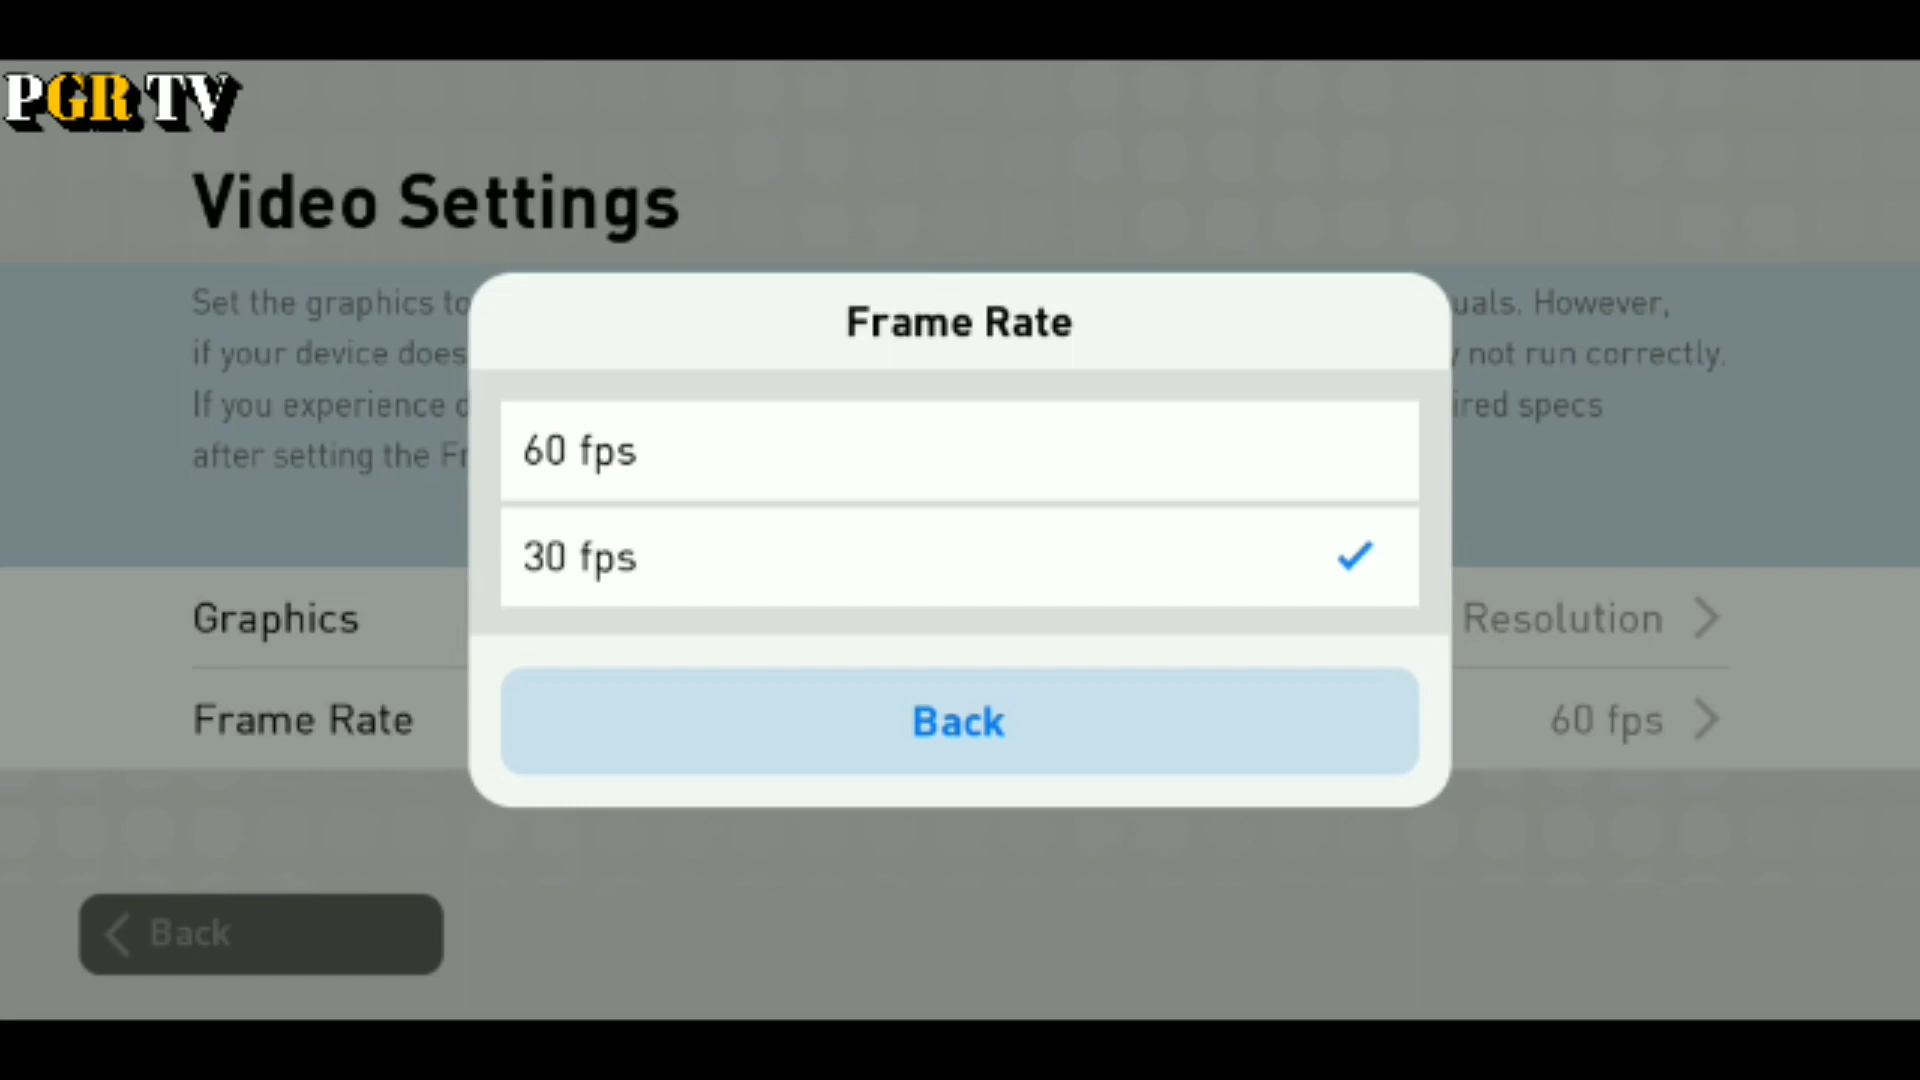 PGR TV
Video Settings
Set the graphics to
uals. However,
if your device does
not run correctly.
If you experience
ired specs
after setting the Fr
Frame Rate
60 fps
30 fps
Graphics
Resolution
Frame Rate
60 fps
Back
Back